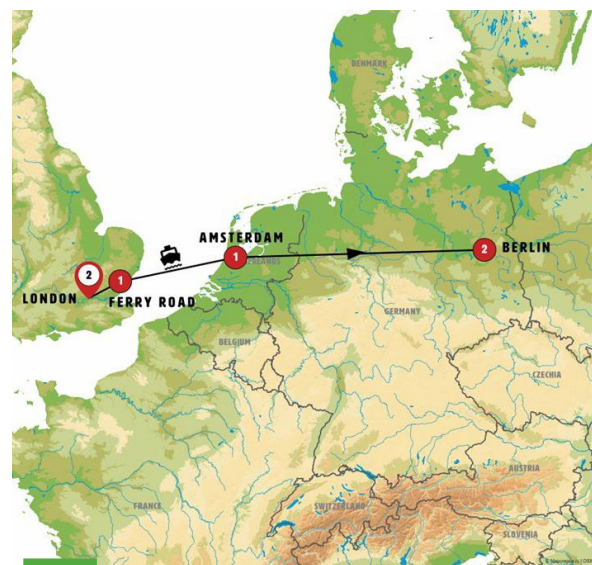 DENMARK
AMSTERDAM
1
2
BERLIN
2
1
LONDON
FERRY ROAD
GERMANY
BELGIUM
CZECHIA
AUSTRIA
FRANCE
SWITZERLAND
SLOVENIA